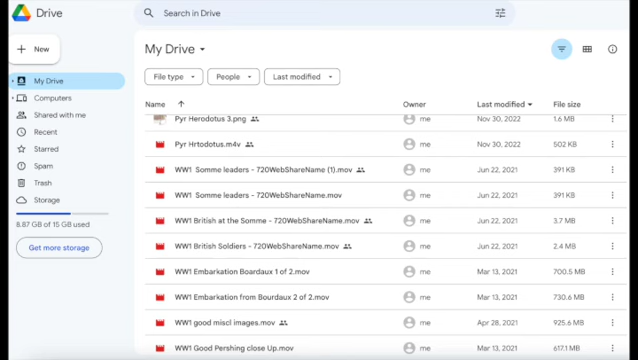 Drive
Search in Drive
New
My Drive
Computers
Shared with me
Recent
Starred
Spam
Trash
Storage
8.87 GB of 15 GB used
Get more storage
My Drive
File type People Last modified
Name Owner Last modified File size
Pyr Herodotus 3.png me Nov 30, 2022 1.6 MB
Pyr Hrtodotus.m4v me Nov 30, 2022 502 KB
WW1 Somme leaders - 720WebShareName (1).mov me Jun 22, 2021 391 KB
WW1 Somme leaders - 720WebShareName.mov me Jun 22, 2021 391 KB
WW1 British at the Somme - 720WebShareName.mov me Jun 22, 2021 3.7 MB
WW1 British Soldiers - 720WebShareName.mov me Jun 22, 2021 2.4 MB
WW1 Embarkation Boardaux 1 of 2.mov me Mar 13, 2021 700.5 MB
WW1 Embarkation from Bourdaux 2 of 2.mov me Mar 13, 2021 730.6 MB
WW1 good miscl images.mov me Apr 28, 2021 925.6 MB
WW1 Good Pershing close Up.mov me Mar 13, 2021 617.1 MB